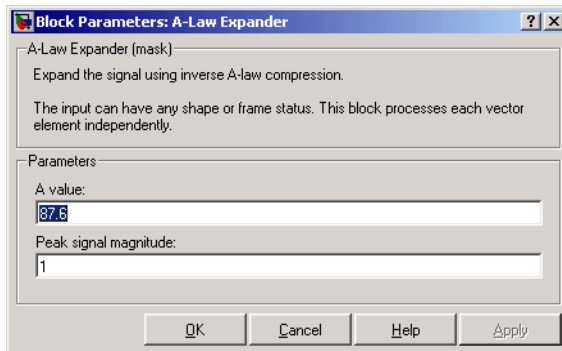 Block Parameters: A-Law Expander
A-Law Expander (mask)
Expand the signal using inverse A-law compression.
The input can have any shape or frame status. This block processes each vector
element independently.
Parameters
A value:
87.6
Peak signal magnitude:
1
OK Cancel Help Apply